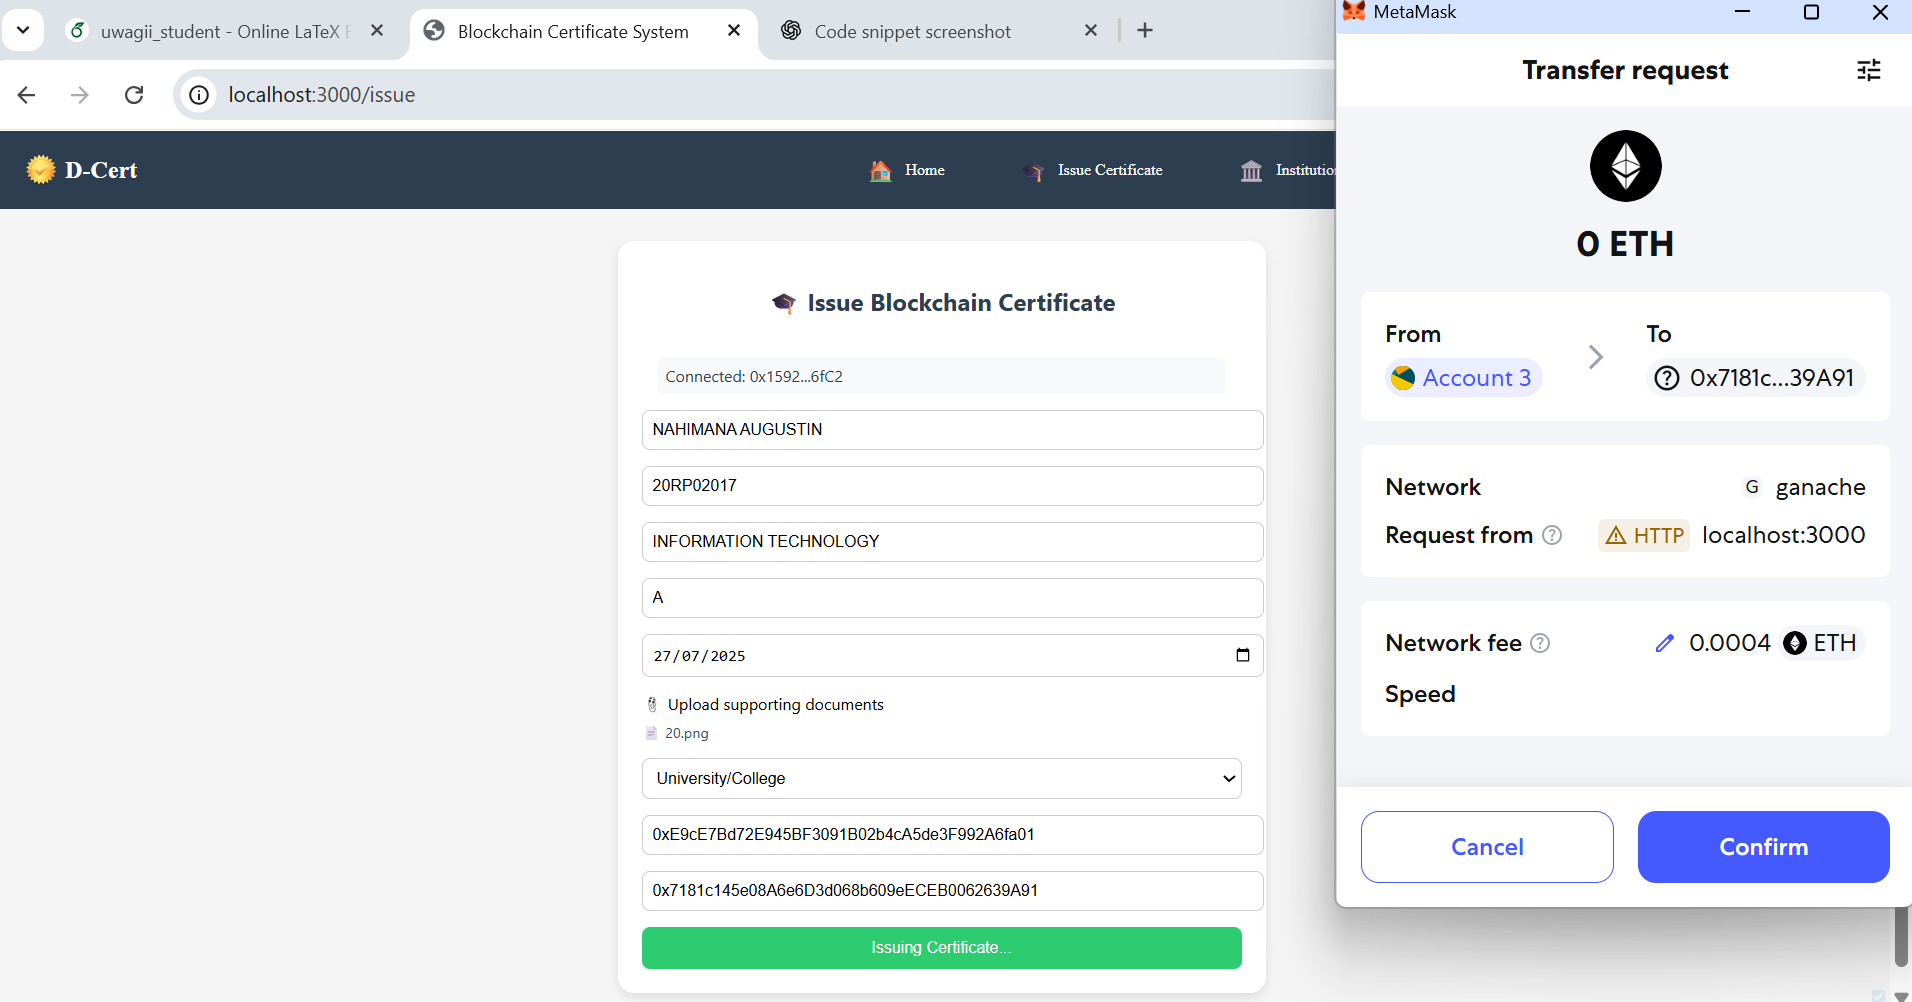 uwagii_student - Online LaTeX E
Blockchain Certificate System
Code snippet screenshot
localhost:3000/issue
D-Cert
Home
Issue Certificate
Institutio
Issue Blockchain Certificate
Connected: 0x1592...6fC2
NAHIMANA AUGUSTIN
20RP02017
INFORMATION TECHNOLOGY
A
27/07/2025
Upload supporting documents
20.png
University/College
0xE9cE7Bd72E945BF3091B02b4cA5de3F992A6fa01
0x7181c145e08A6e6D3d068b609eECEB0062639A91
Issuing Certificate...
MetaMask
Transfer request
0 ETH
From
To
Account 3
0x7181c...39A91
Network
G ganache
Request from
HTTP localhost:3000
Network fee
0.0004 ETH
Speed
Cancel
Confirm